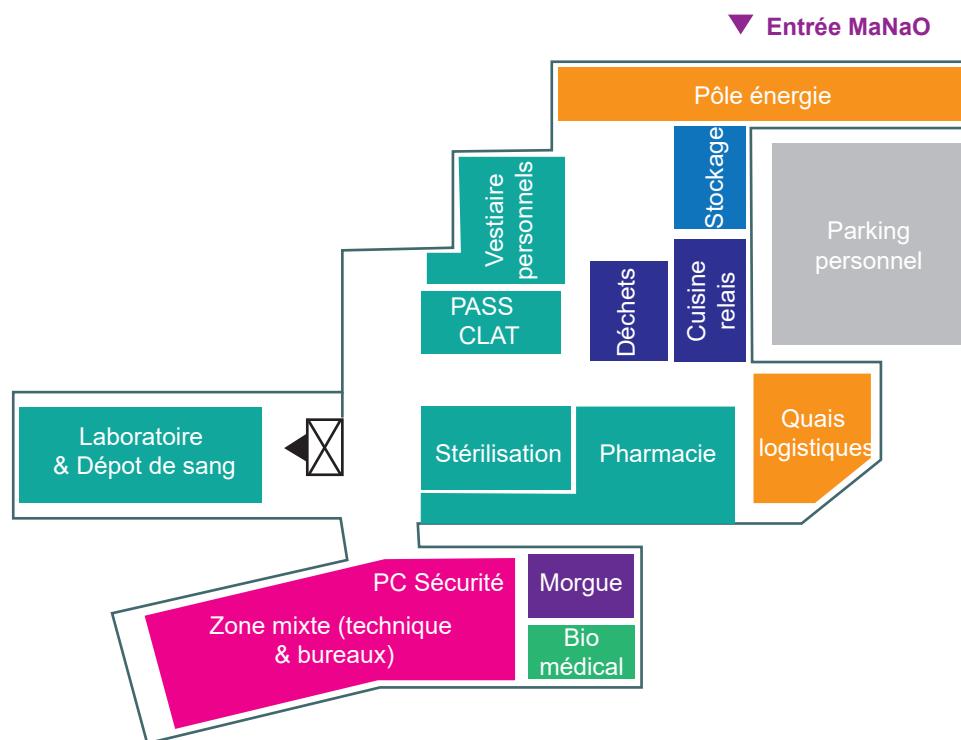 Entrée MaNaO
Pôle énergie
Stockage
Vestiaire
personnels
Parking
personnel
PASS
CLAT
Déchets
Cuisine
relais
Laboratoire
& Dépot de sang
Stérilisation
Pharmacie
Quais
logistiques
PC Sécurité
Zone mixte (technique
& bureaux)
Morgue
Bio
médical